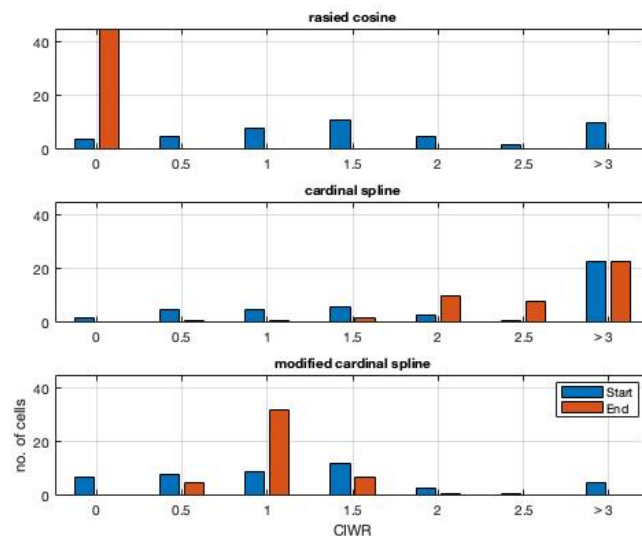 rasied cosine
40
20
0
0 0.5 1 1.5 2 2.5 > 3
cardinal spline
40
20
0
0 0.5 1 1.5 2 2.5 > 3
modified cardinal spline
40
20
0
no. of cells
Start
End
0 0.5 1 1.5 2 2.5 > 3
CIWR